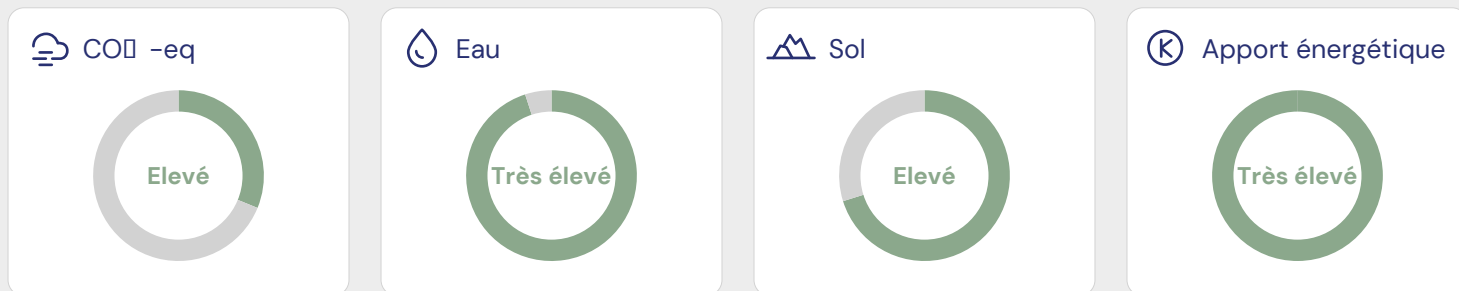 CO▯ -eq
Eau
Sol
Apport énergétique
Elevé
Très élevé
Elevé
Très élevé